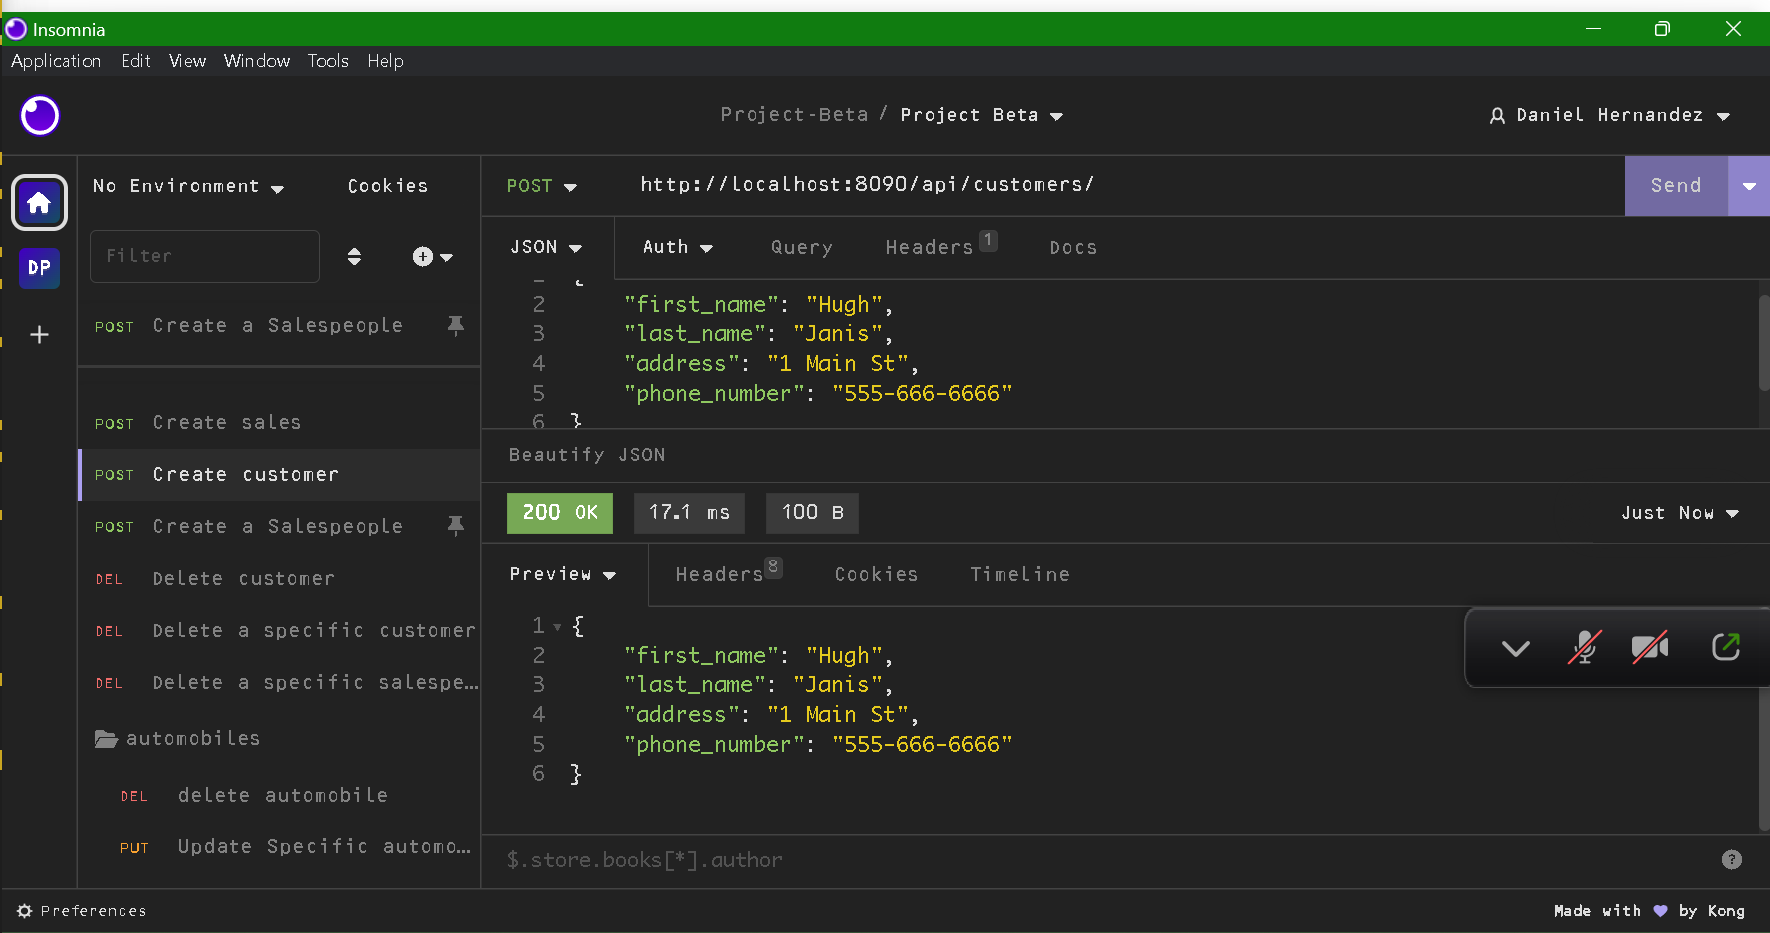 Insomnia
Application Edit View Window Tools Help
Project-Beta / Project Beta
Daniel Hernandez
No Environment Cookies
POST http://localhost:8090/api/customers/ Send
Filter
JSON Auth Query Headers 1 Docs
DP
POST Create a Salespeople
POST Create sales
POST Create customer
POST Create a Salespeople
DEL Delete customer
DEL Delete a specific customer
DEL Delete a specific salespe...
automobiles
DEL delete automobile
PUT Update Specific automo...
{
2 "first_name": "Hugh",
3 "last_name": "Janis",
4 "address": "1 Main St",
5 "phone_number": "555-666-6666"
6 }
Beautify JSON
200 OK 17.1 ms 100 B Just Now
Preview Headers 8 Cookies Timeline
1 {
2 "first_name": "Hugh",
3 "last_name": "Janis",
4 "address": "1 Main St",
5 "phone_number": "555-666-6666"
6 }
$.store.books[*].author
?
Preferences
Made with 💜 by Kong